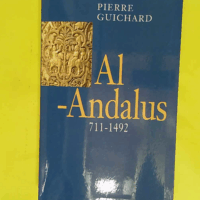 PIERRE
GUICHARD
Al
-Andalus
711-1492